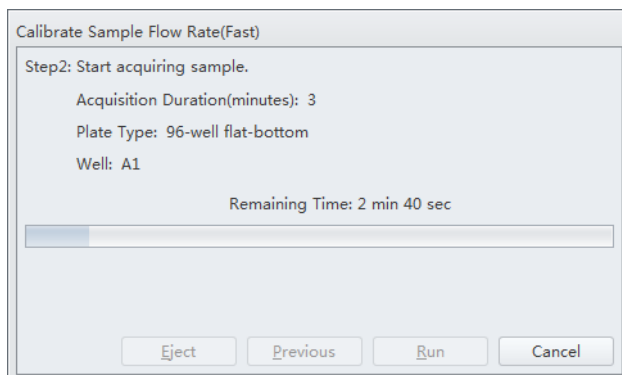 Calibrate Sample Flow Rate(Fast)
Step2: Start acquiring sample.
Acquisition Duration(minutes): 3
Plate Type: 96-well flat-bottom
Well: A1
Remaining Time: 2 min 40 sec
Eject Previous Run Cancel